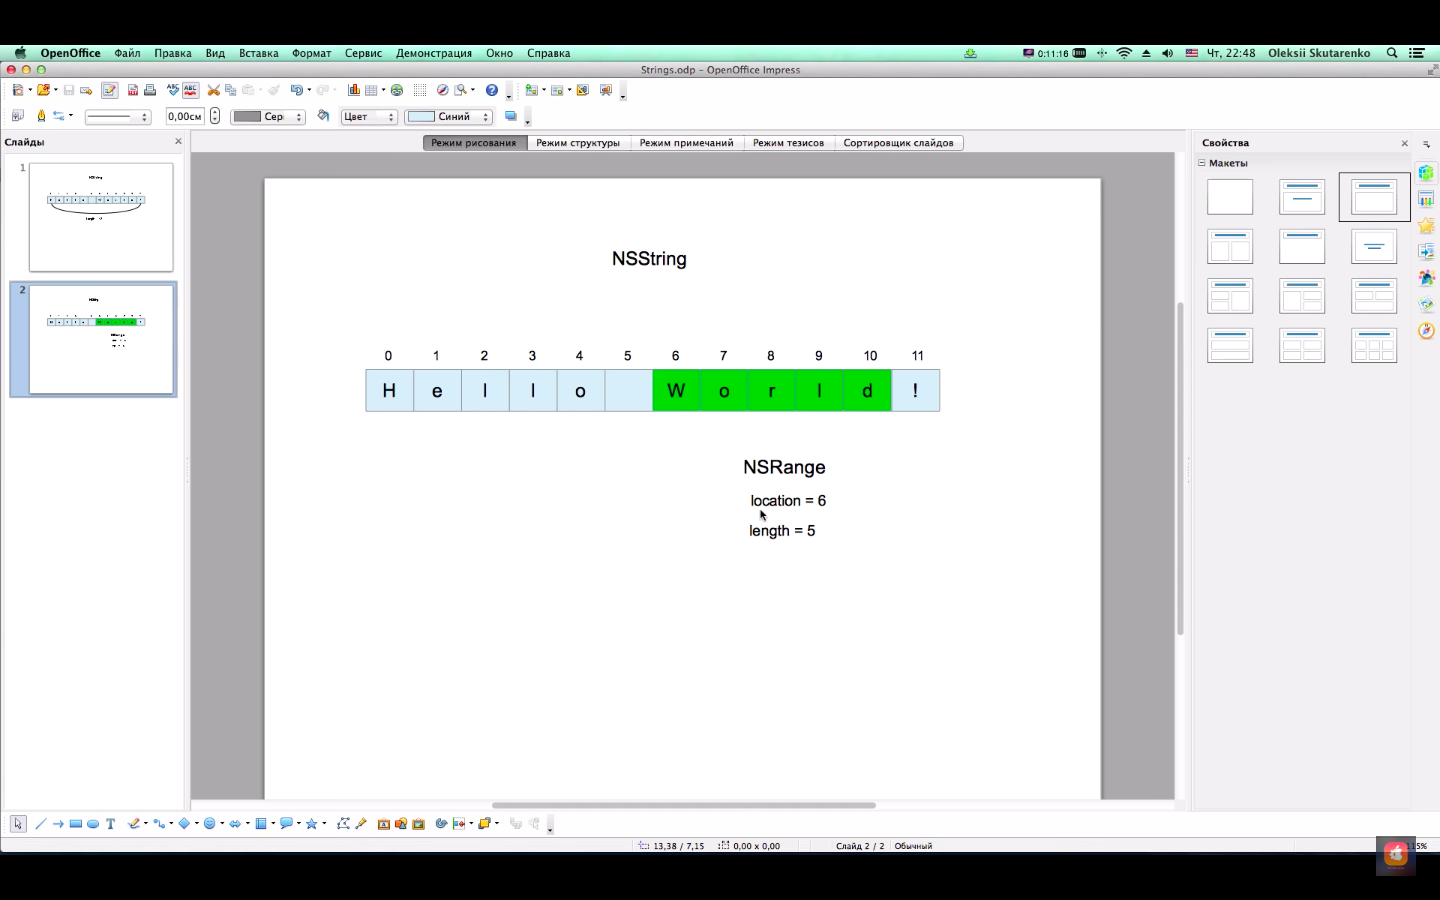 OpenOffice Файл Правка Вид Вставка Формат Сервис Демонстрация Окно Справка 0:11:16 Чт, 22:48 Oleksii Skutarenko
Strings.odp – OpenOffice Impress
0,00см Сер Цвет Синий
Слайды
Режим рисования Режим структуры Режим примечаний Режим тезисов Сортировщик слайдов
Свойства
Макеты
1
2
NSString
0 1 2 3 4 5 6 7 8 9 10 11
H e l l o W o r l d !
NSRange
location = 6
length = 5
13,38 / 7,15 0,00 x 0,00 Слайд 2 / 2 Обычный 115%